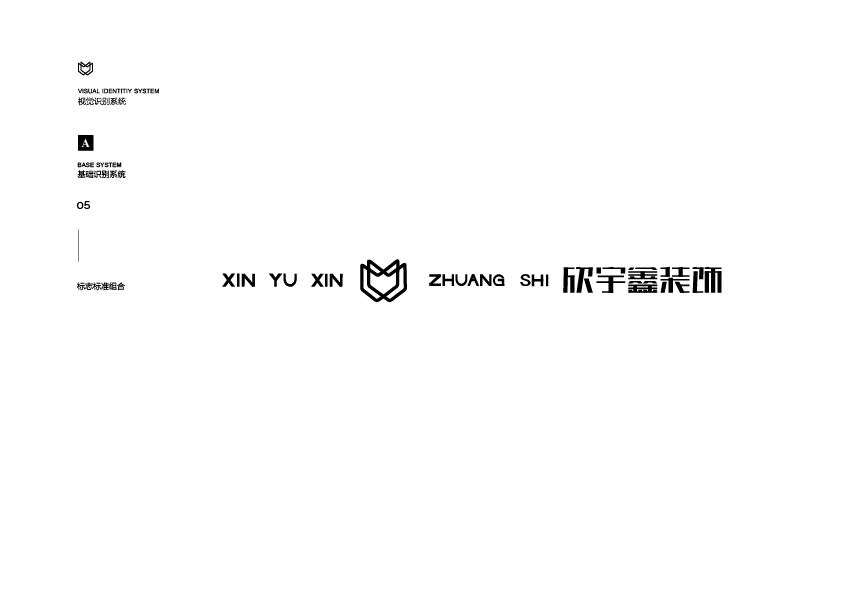 VISUAL IDENTITIY SYSTEM
视觉识别系统
A
BASE SYSTEM
基础识别系统
05
标志标准组合
XIN YU XIN ZHUANG SHI 欣宇鑫装饰